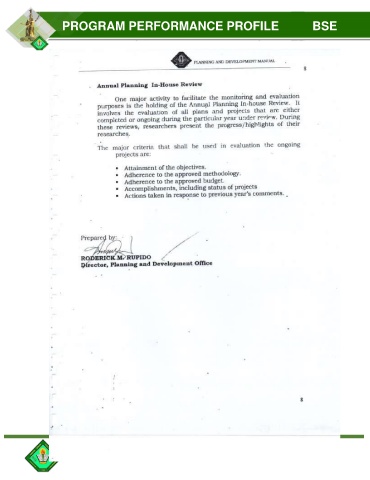 PROGRAM PERFORMANCE PROFILE BSE
PLANNING AND DEVELOPMENT MANUAL
8
Annual Planning In-House Review
One major activity to facilitate the monitoring and evaluation
purposes is the holding of the Annual Planning In-house Review. It
involves the evaluation of all plans and projects that are either
completed or ongoing during the particular year under review. During
these reviews, researchers present the progress/highlights of their
researches.
The major criteria that shall be used in evaluation the ongoing
projects are:
• Attainment of the objectives.
• Adherence to the approved methodology.
• Adherence to the approved budget.
• Accomplishments, including status of projects
• Actions taken in response to previous year's comments.
Prepared by:
RODERICK M. RUPIDO
Director, Planning and Development Office
8